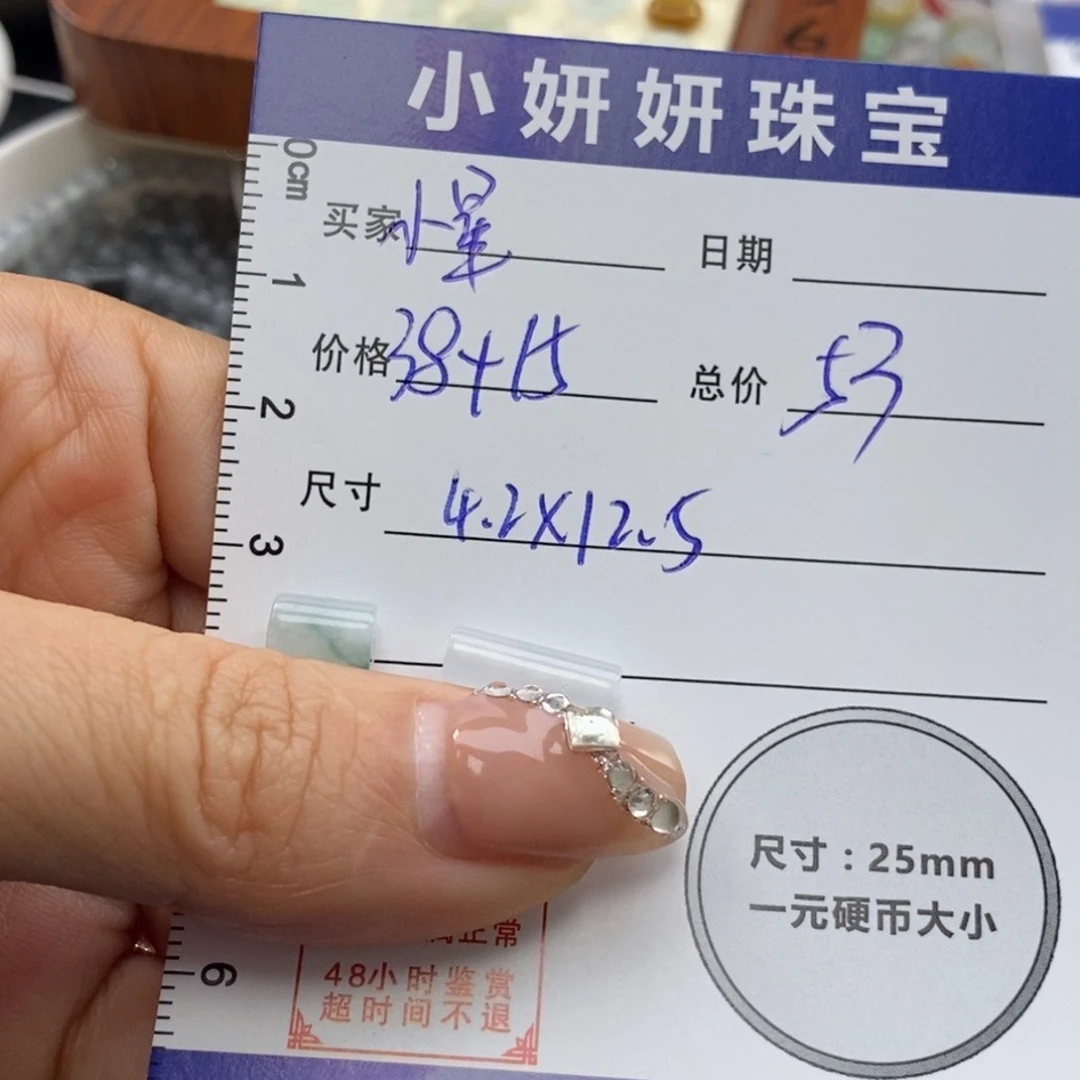 小妍妍珠宝
0cm
买家 小星 日期
1
价格 38+15 总价 53
2
尺寸 4.2X12.5
3
尺寸：25mm
一元硬币大小
正常
6
48小时鉴赏
超时间不退